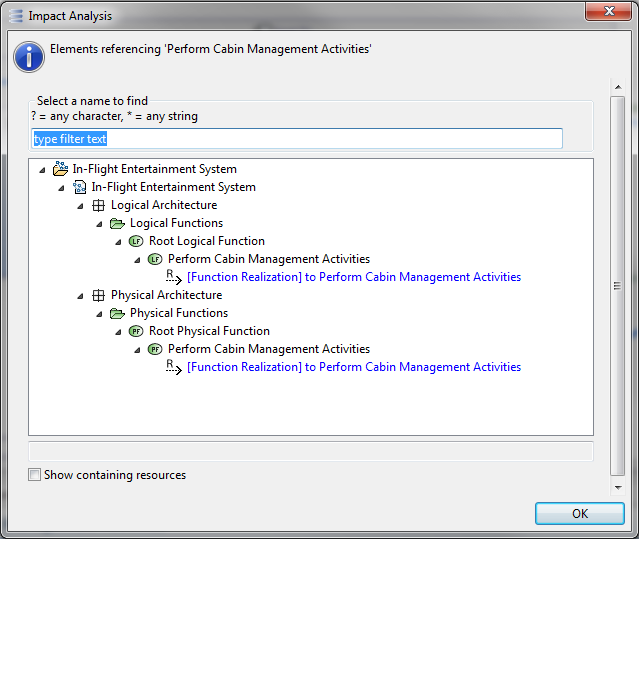 Impact Analysis
Elements referencing 'Perform Cabin Management Activities'
Select a name to find
? = any character, * = any string
type filter text
In-Flight Entertainment System
In-Flight Entertainment System
Logical Architecture
Logical Functions
LF Root Logical Function
LF Perform Cabin Management Activities
R [Function Realization] to Perform Cabin Management Activities
Physical Architecture
Physical Functions
PF Root Physical Function
PF Perform Cabin Management Activities
R [Function Realization] to Perform Cabin Management Activities
Show containing resources
OK